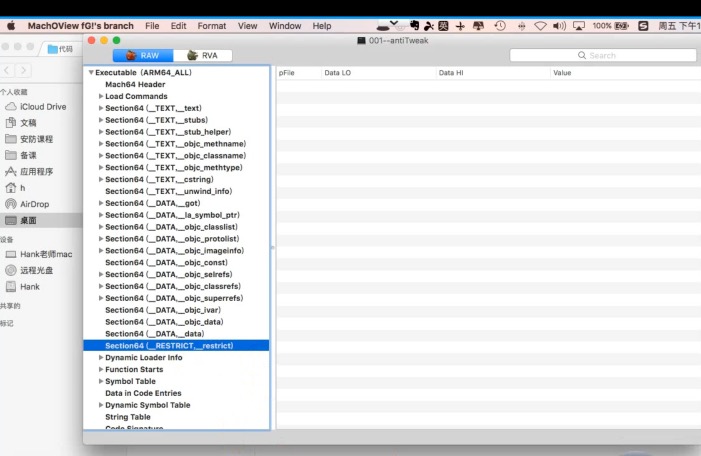 MachOView fG!'s branch File Edit Format View Window Help 100% 周五下午1
代码
001--antiTweak
RAW RVA
Search
个人收藏
iCloud Drive
文稿
安防课程
备课
应用程序
h
AirDrop
桌面
设备
Hank老师mac
远程光盘
Hank
共享的
标记
Executable (ARM64_ALL)
Mach64 Header
Load Commands
Section64 (__TEXT,__text)
Section64 (__TEXT,__stubs)
Section64 (__TEXT,__stub_helper)
Section64 (__TEXT,__objc_methname)
Section64 (__TEXT,__objc_classname)
Section64 (__TEXT,__objc_methtype)
Section64 (__TEXT,__cstring)
Section64 (__TEXT,__unwind_info)
Section64 (__DATA,__got)
Section64 (__DATA,__la_symbol_ptr)
Section64 (__DATA,__objc_classlist)
Section64 (__DATA,__objc_protolist)
Section64 (__DATA,__objc_imageinfo)
Section64 (__DATA,__objc_const)
Section64 (__DATA,__objc_selrefs)
Section64 (__DATA,__objc_classrefs)
Section64 (__DATA,__objc_superrefs)
Section64 (__DATA,__objc_ivar)
Section64 (__DATA,__objc_data)
Section64 (__DATA,__data)
Section64 (__RESTRICT,__restrict)
Dynamic Loader Info
Function Starts
Symbol Table
Data in Code Entries
Dynamic Symbol Table
String Table
Code Signature
pFile Data LO Data HI Value